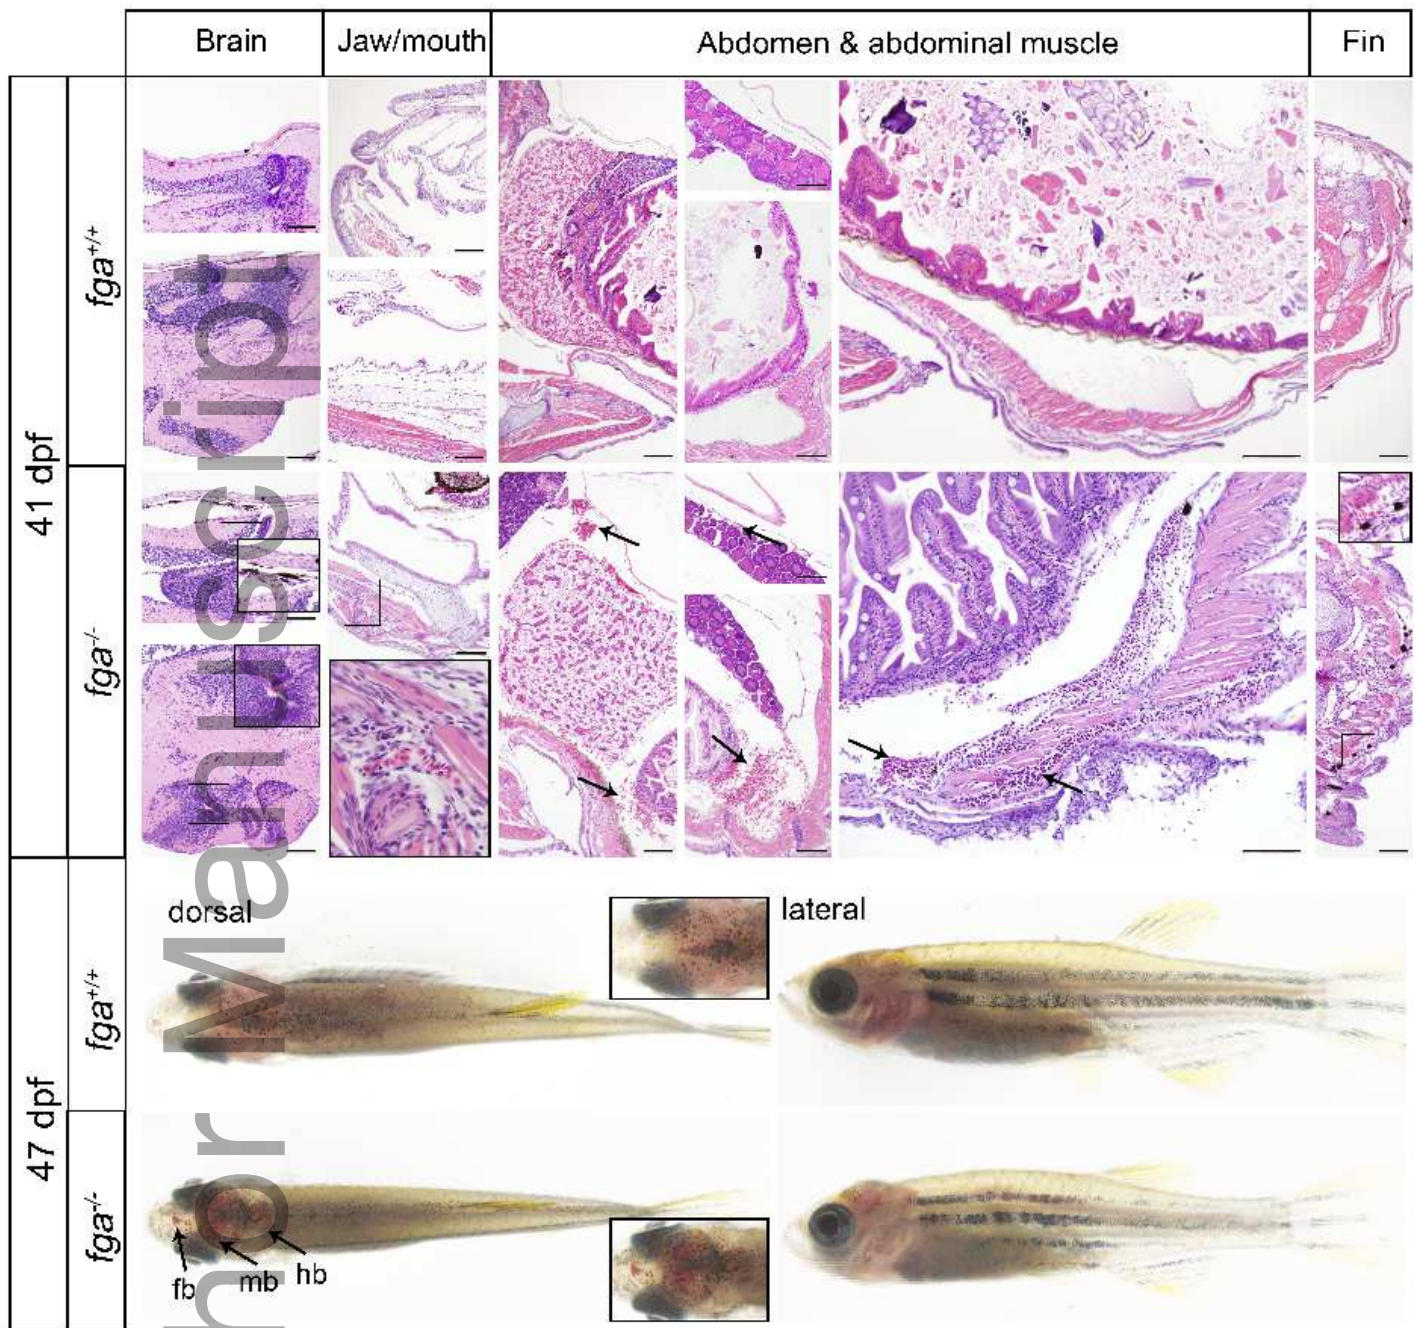 Brain
Jaw/mouth
Abdomen & abdominal muscle
Fin
41 dpf
fga+/+
fga-/-
47 dpf
fga+/+
dorsal
lateral
fga-/-
fb
mb
hb
hor Manuscript